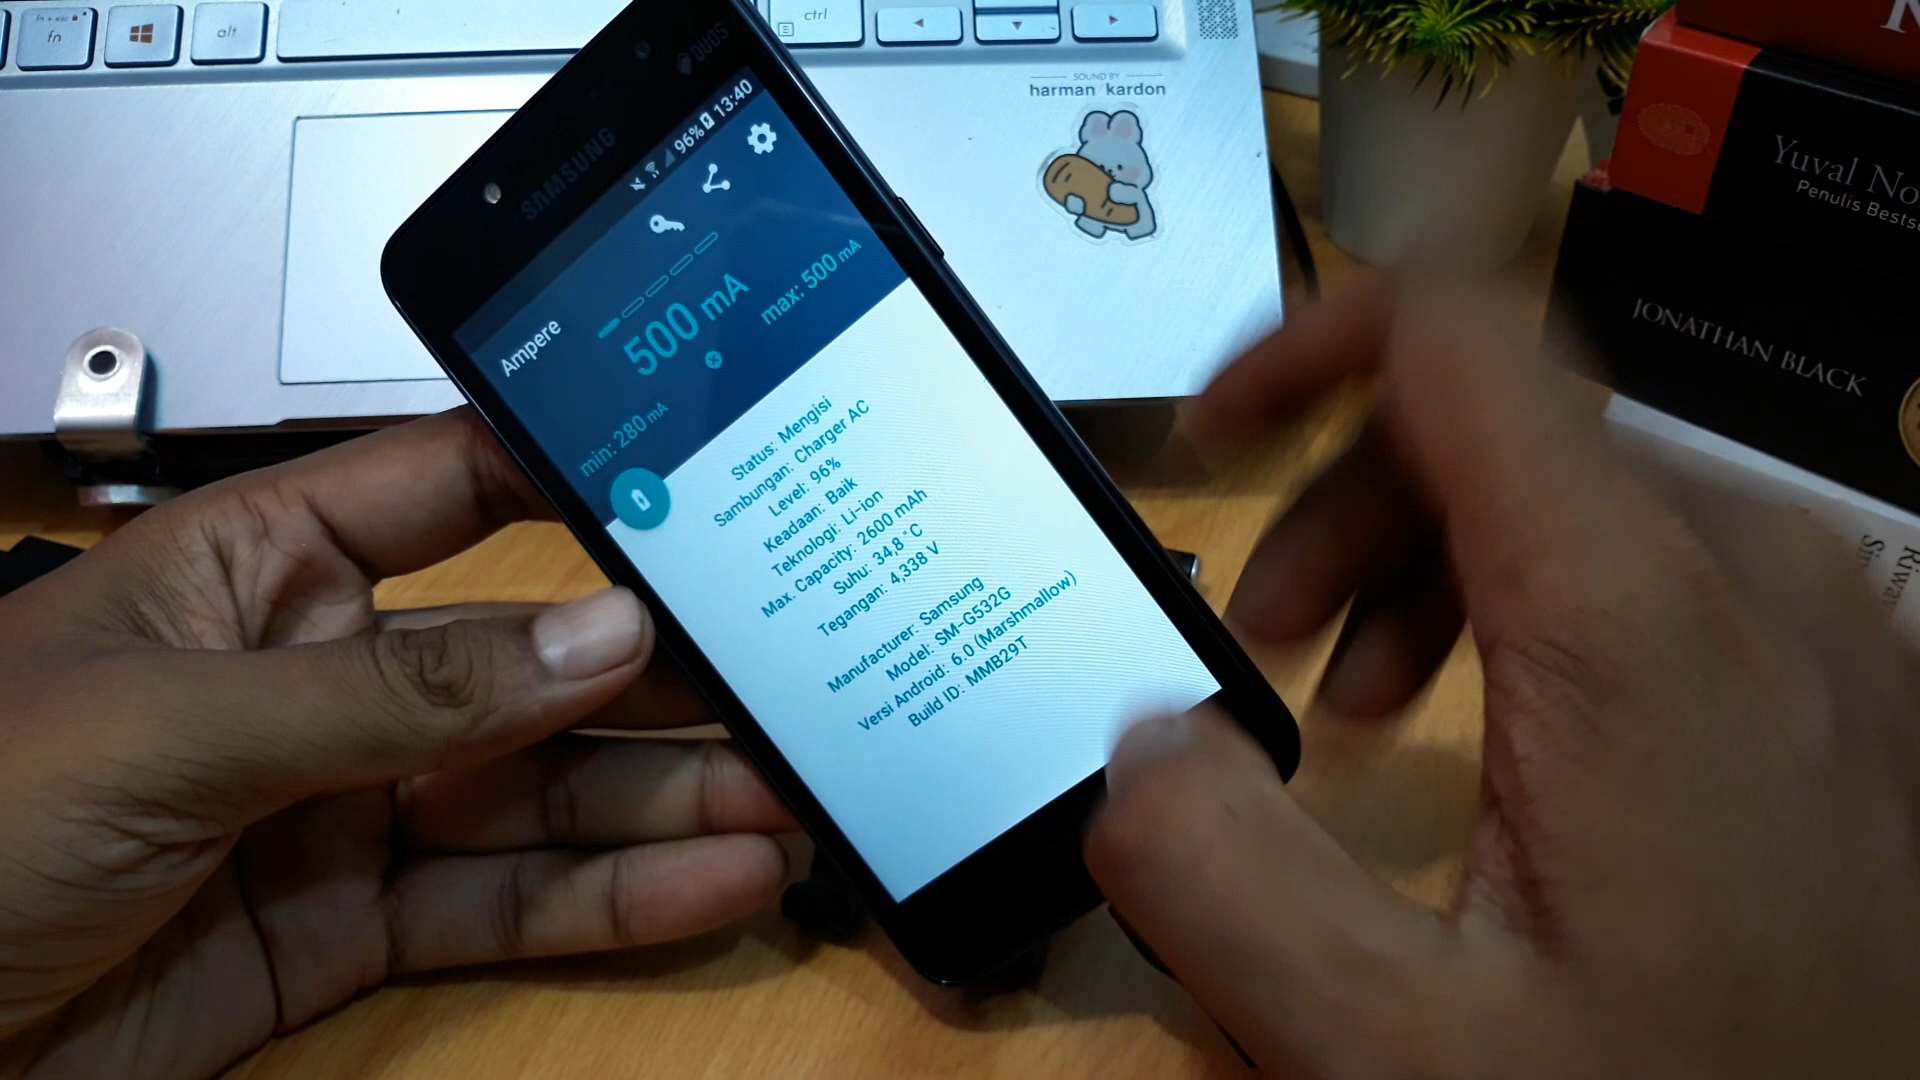 fn + esc
fn
alt
ctrl
SOUND BY
harman / kardon
DUOS
SAMSUNG
96% 13:40
Ampere
500 mA
min: 280 mA
max: 500 mA
Status: Mengisi
Sambungan: Charger AC
Level: 96%
Keadaan: Baik
Teknologi: Li-ion
Max. Capacity: 2600 mAh
Suhu: 34,8 °C
Tegangan: 4,338 V
Manufacturer: Samsung
Model: SM-G532G
Versi Android: 6.0 (Marshmallow)
Build ID: MMB29T
Yuval No
Penulis Bests
JONATHAN BLACK